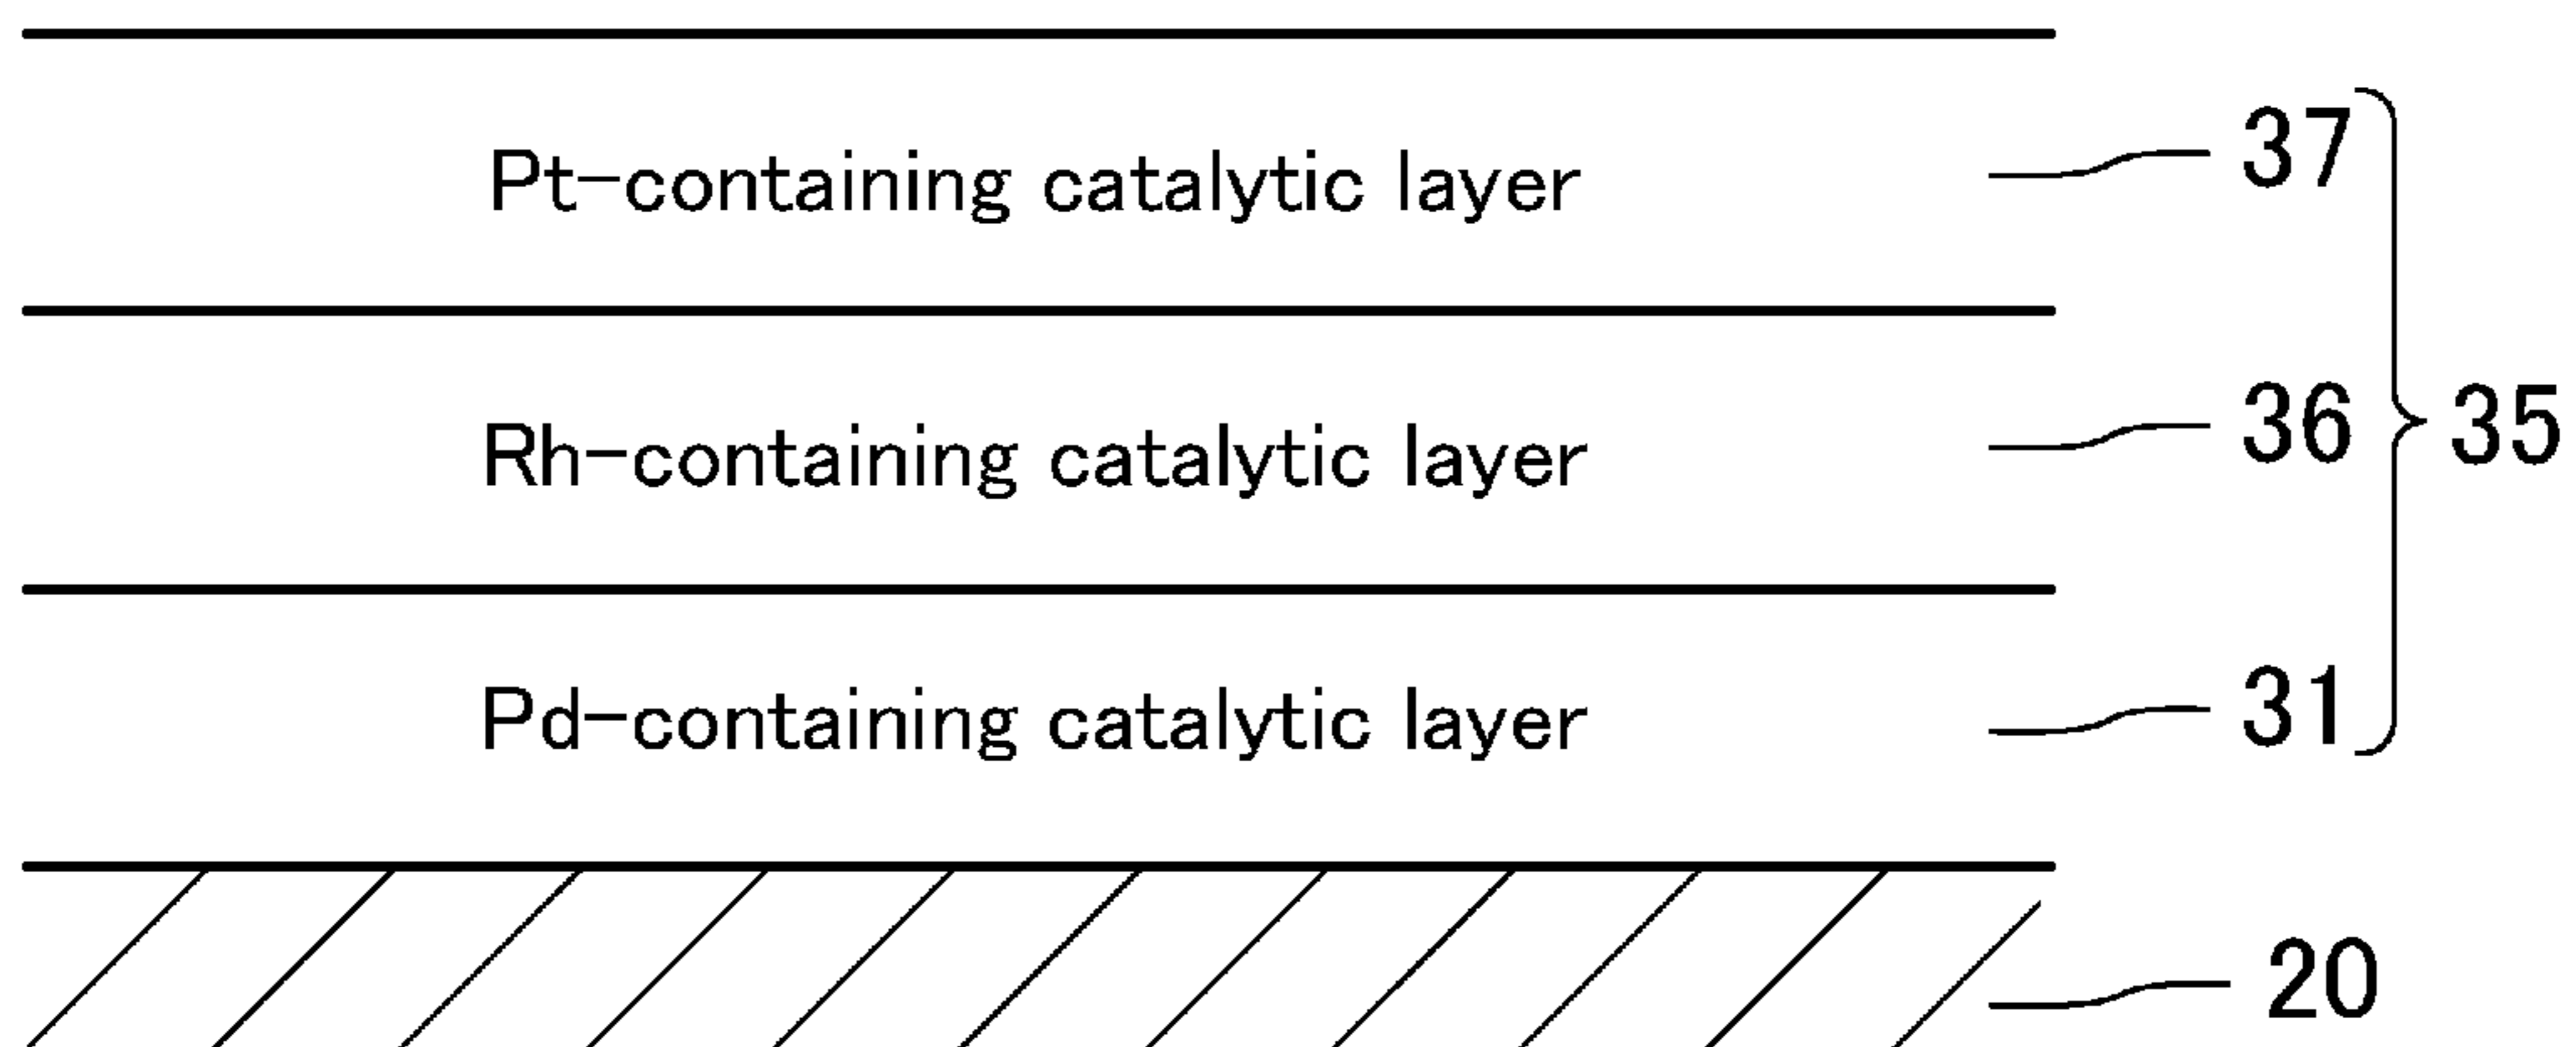 Pt-containing catalytic layer 37
Rh-containing catalytic layer 36 35
Pd-containing catalytic layer 31
20